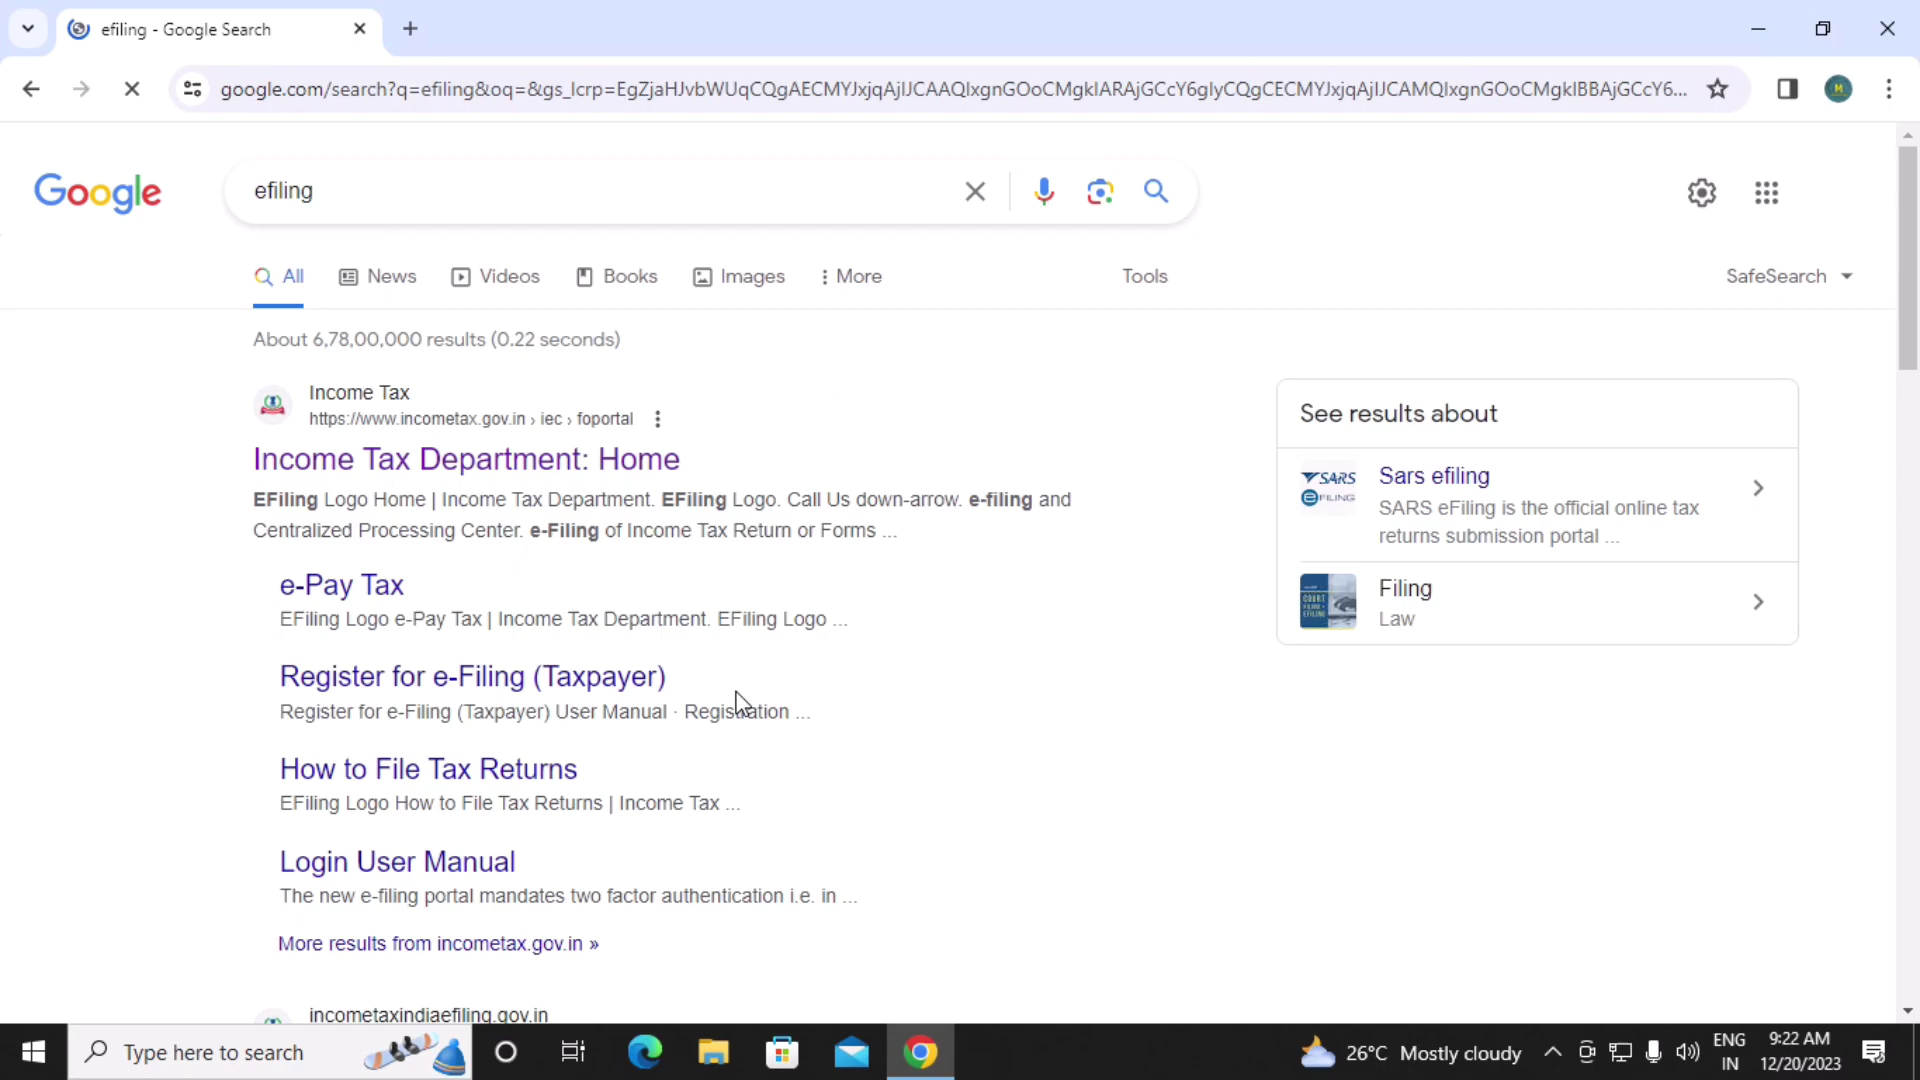 efiling - Google Search
google.com/search?q=efiling&oq=&gs_lcrp=EgZjaHJvbWUqCQgAECMYJxjqAjIJCAAQIxgnGOoCMgkIARAjGCcY6gIyCQgCECMYJxjqAjIJCAMQIxgnGOoCMgkIBBAjGCcY6...
Google
efiling
All News Videos Books Images More Tools SafeSearch
About 6,78,00,000 results (0.22 seconds)
Income Tax
https://www.incometax.gov.in › iec › foportal
Income Tax Department: Home
EFiling Logo Home | Income Tax Department. EFiling Logo. Call Us down-arrow. e-filing and
Centralized Processing Center. e-Filing of Income Tax Return or Forms ...
e-Pay Tax
EFiling Logo e-Pay Tax | Income Tax Department. EFiling Logo ...
Register for e-Filing (Taxpayer)
Register for e-Filing (Taxpayer) User Manual · Registration ...
How to File Tax Returns
EFiling Logo How to File Tax Returns | Income Tax ...
Login User Manual
The new e-filing portal mandates two factor authentication i.e. in ...
More results from incometax.gov.in »
incometaxindiaefiling.gov.in
See results about
SARS
eFILING
Sars efiling
SARS eFiling is the official online tax
returns submission portal ...
COURT
FILING
EFILING
Filing
Law
Type here to search
26°C Mostly cloudy
ENG
IN
9:22 AM
12/20/2023